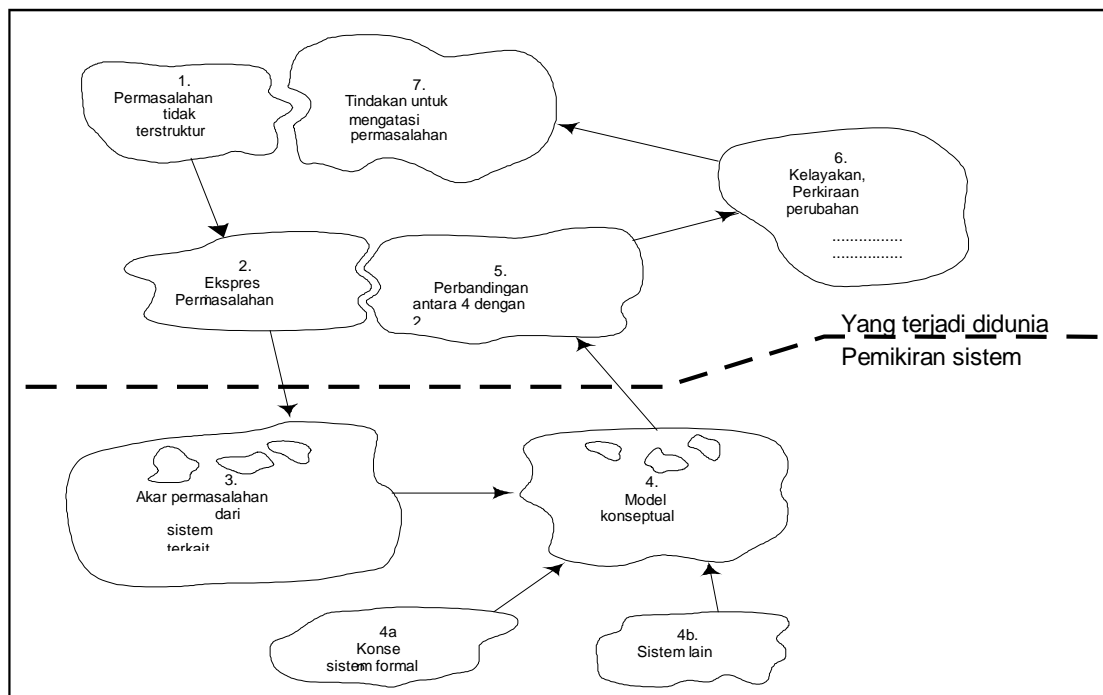 1.
Permasalahan
tidak
terstruktur
7.
Tindakan untuk
mengatasi
permasalahan
6.
Kelayakan,
Perkiraan
perubahan
................
................
2.
Ekspres
Permasalahan
5.
Perbandingan
antara 4 dengan
2
Yang terjadi didunia
Pemikiran sistem
3.
Akar permasalahan
dari
sistem
terkait
4.
Model
konseptual
4a
Konse
sistem formal
4b.
Sistem lain